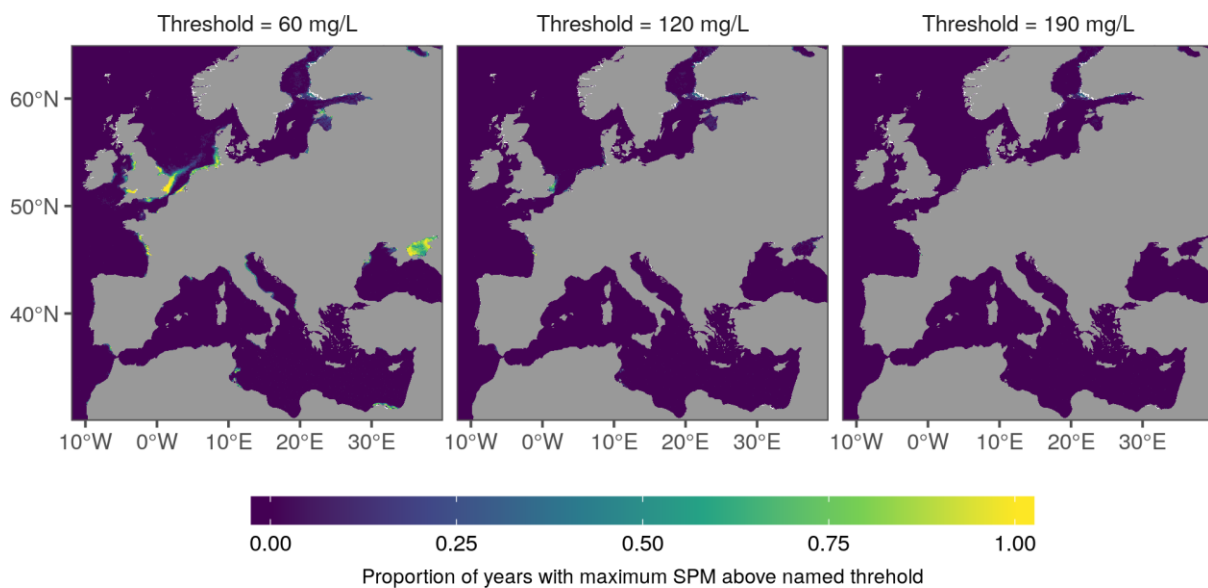 Threshold = 60 mg/L
Threshold = 120 mg/L
Threshold = 190 mg/L
60°N
50°N
40°N
10°W 0°W 10°E 20°E 30°E
10°W 0°W 10°E 20°E 30°E
10°W 0°W 10°E 20°E 30°E
0.00 0.25 0.50 0.75 1.00
Proportion of years with maximum SPM above named threhold